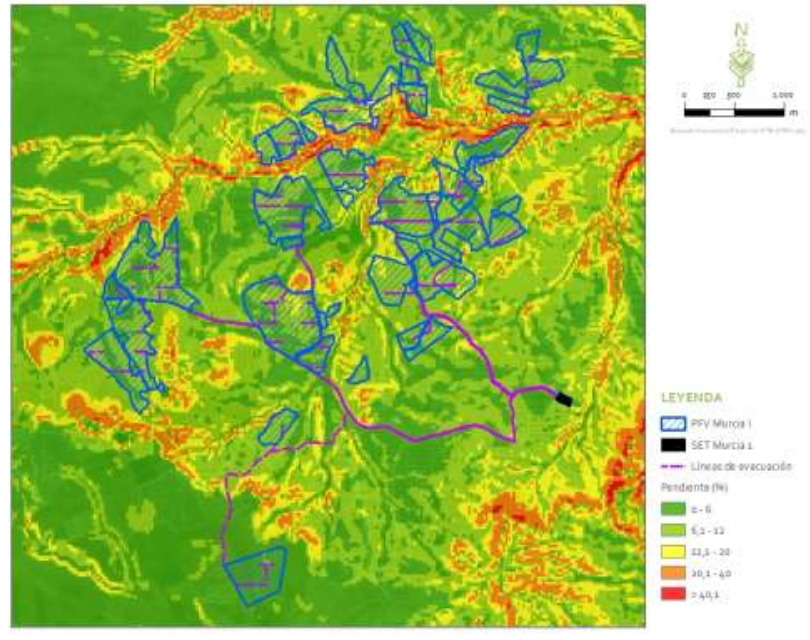 N
0 250 500 1.000
m
LEYENDA
PFV Murcia I
SET Murcia 1
Líneas de evacuación
Pendiente (%)
0 - 6
6,1 - 12
12,1 - 20
20,1 - 40
> 40,1